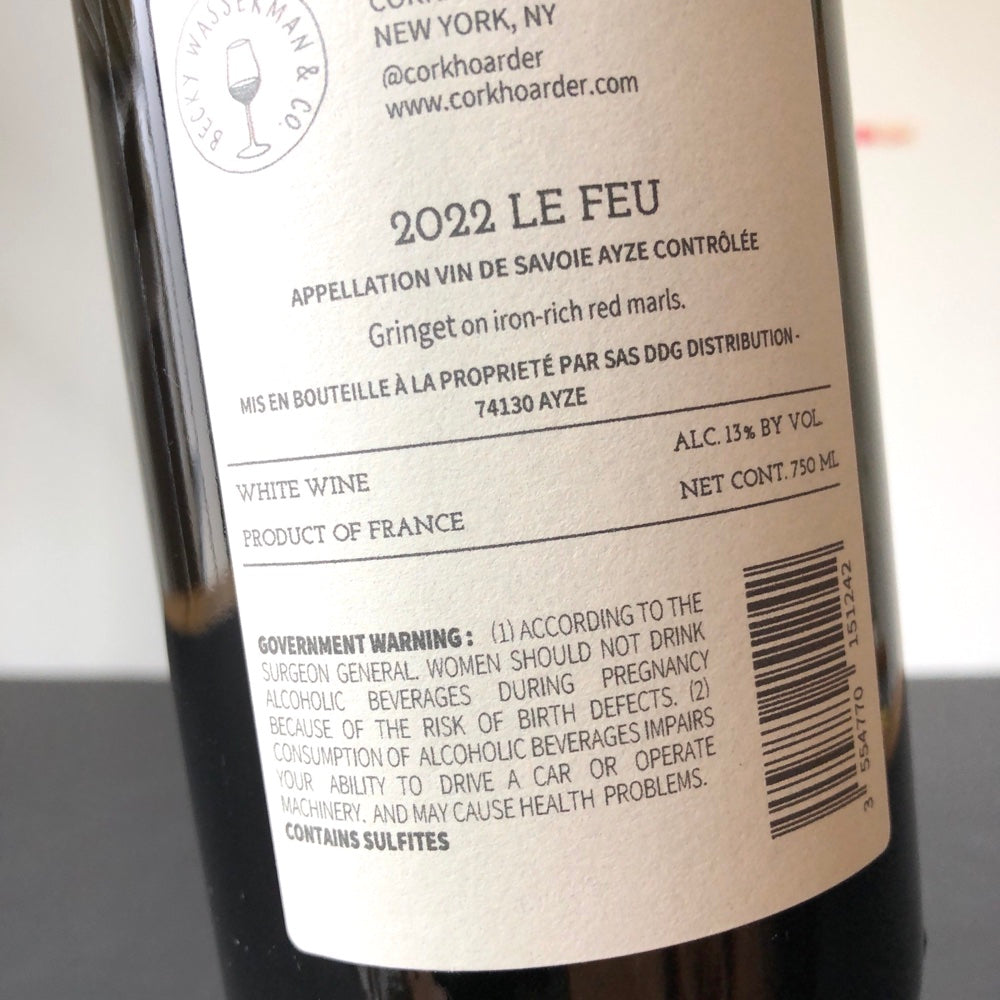 BECKY WASSERMAN & CO.
NEW YORK, NY
@corkhoarder
www.corkhoarder.com
2022 LE FEU
APPELLATION VIN DE SAVOIE AYZE CONTRÔLÉE
Gringet on iron-rich red marls.
MIS EN BOUTEILLE À LA PROPRIETÉ PAR SAS DDG DISTRIBUTION -
74130 AYZE
WHITE WINE
ALC. 13% BY VOL
PRODUCT OF FRANCE
NET CONT. 750 ML
GOVERNMENT WARNING : (1) ACCORDING TO THE
SURGEON GENERAL. WOMEN SHOULD NOT DRINK
ALCOHOLIC BEVERAGES DURING PREGNANCY
BECAUSE OF THE RISK OF BIRTH DEFECTS. (2)
CONSUMPTION OF ALCOHOLIC BEVERAGES IMPAIRS
YOUR ABILITY TO DRIVE A CAR OR OPERATE
MACHINERY. AND MAY CAUSE HEALTH PROBLEMS.
CONTAINS SULFITES
3 554770 151242